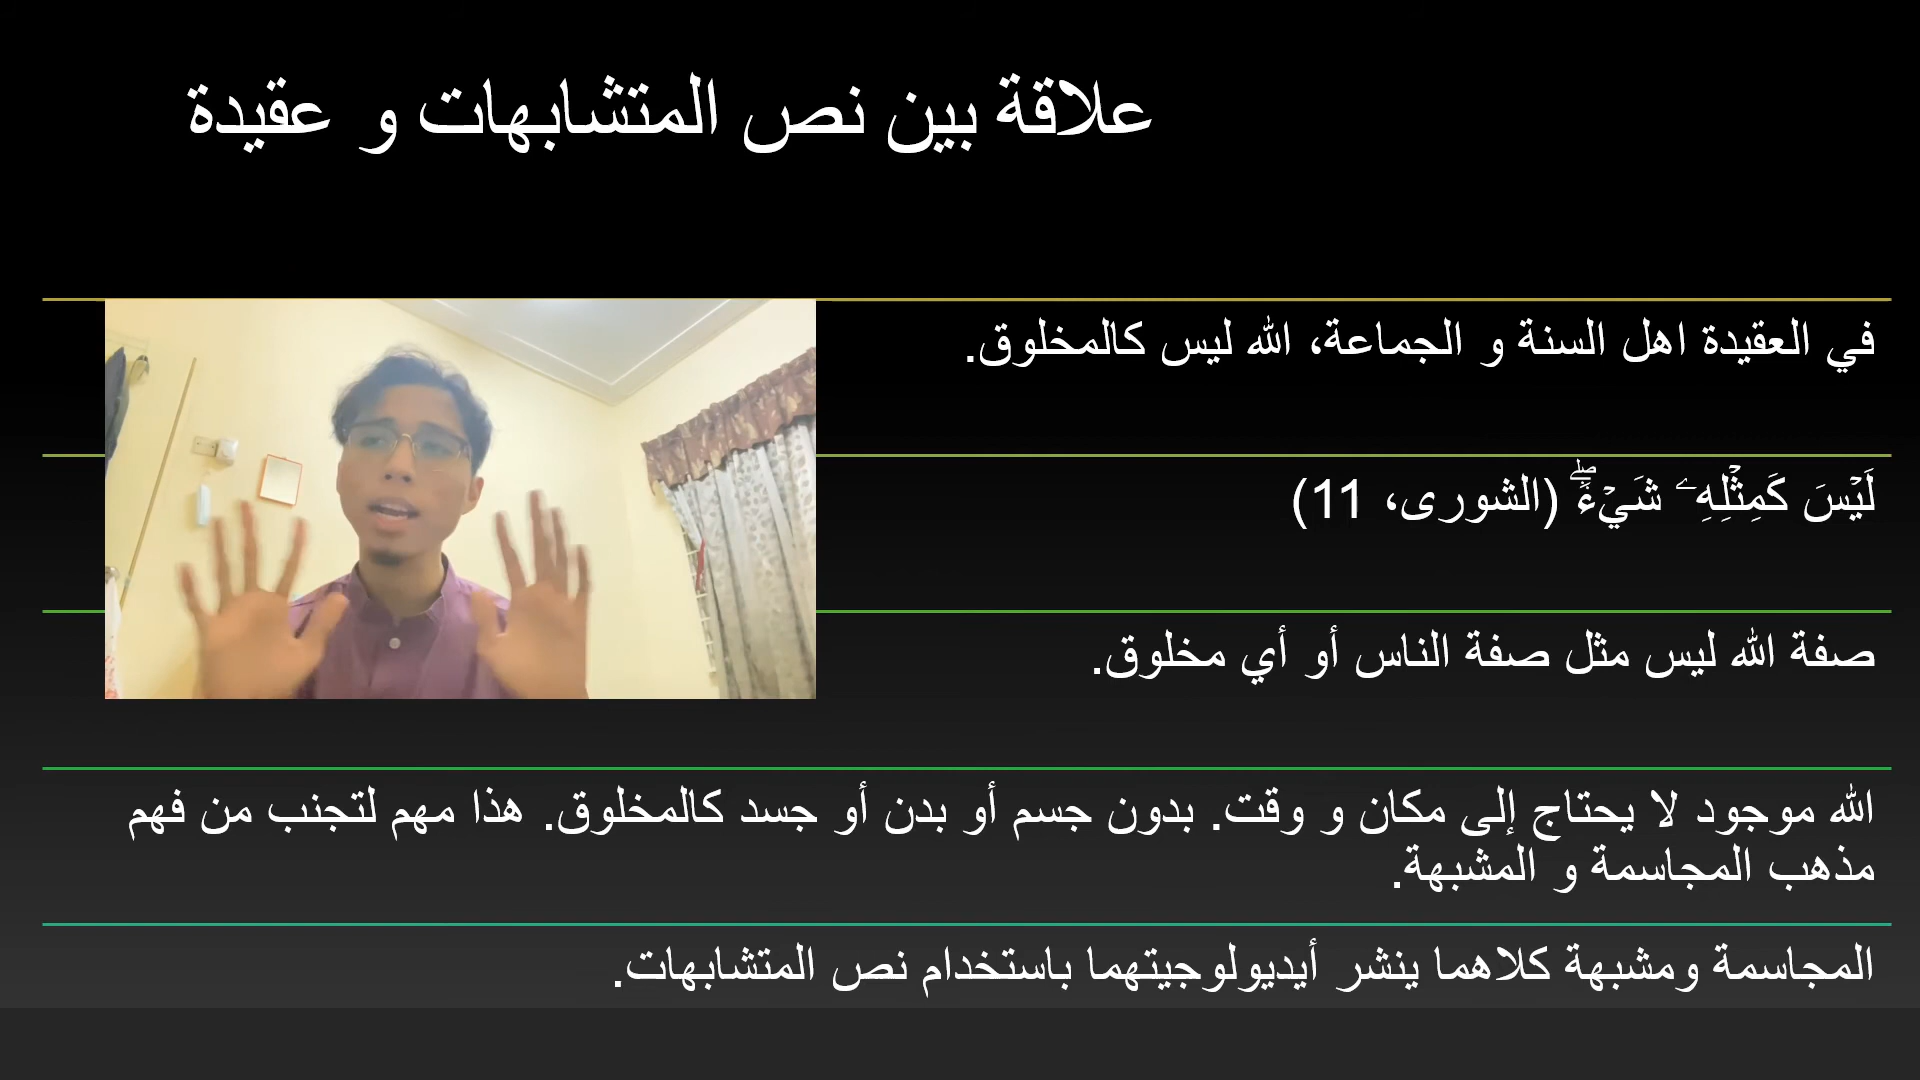 علاقة بين نص المتشابهات و عقيدة
في العقيدة اهل السنة و الجماعة، الله ليس كالمخلوق.
لَيْسَ كَمِثْلِهِۦ شَيْءٌۖ (الشورى، 11)
صفة الله ليس مثل صفة الناس أو أي مخلوق.
الله موجود لا يحتاج إلى مكان و وقت. بدون جسم أو بدن أو جسد كالمخلوق. هذا مهم لتجنب من فهم
مذهب المجاسمة و المشبهة.
المجاسمة ومشبهة كلاهما ينشر أيديولوجيتهما باستخدام نص المتشابهات.